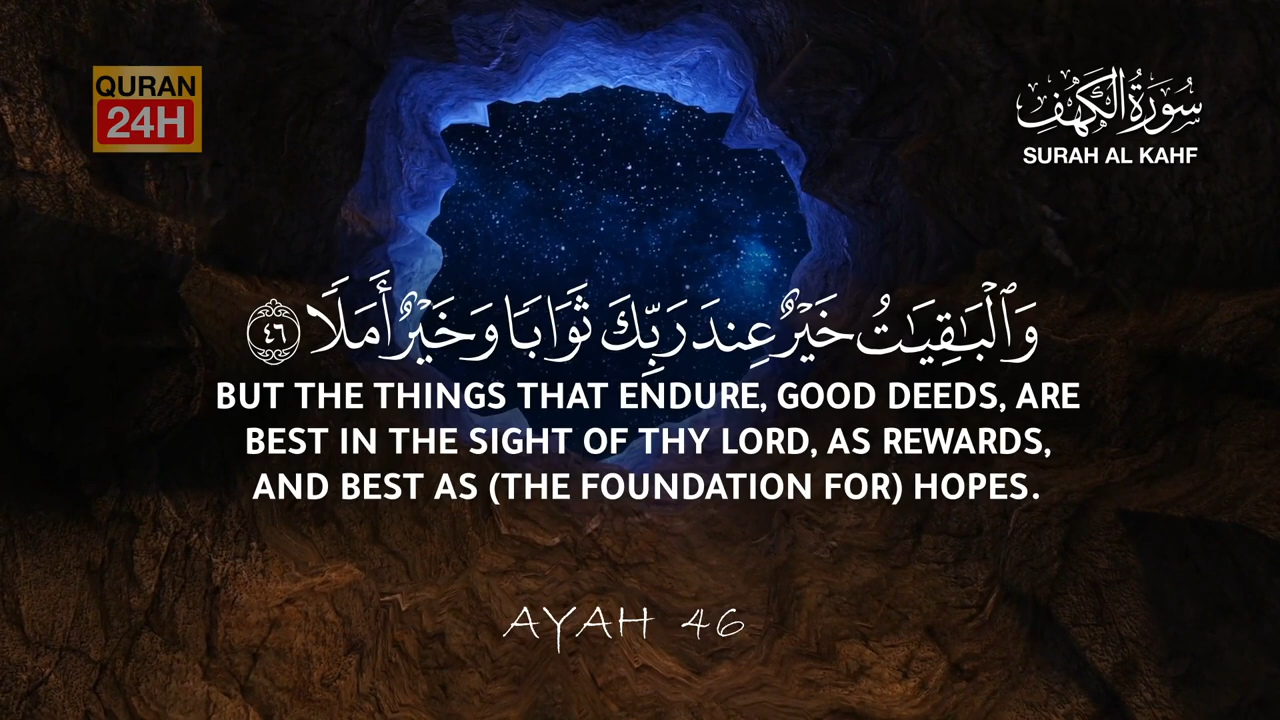 QURAN
24H
سُورَةُ الْكَهْفِ
SURAH AL KAHF
وَٱلْبَـٰقِيَـٰتُ خَيْرٌ عِندَ رَبِّكَ ثَوَابًا وَخَيْرٌ أَمَلًا ٤٦
BUT THE THINGS THAT ENDURE, GOOD DEEDS, ARE
BEST IN THE SIGHT OF THY LORD, AS REWARDS,
AND BEST AS (THE FOUNDATION FOR) HOPES.
AYAH 46